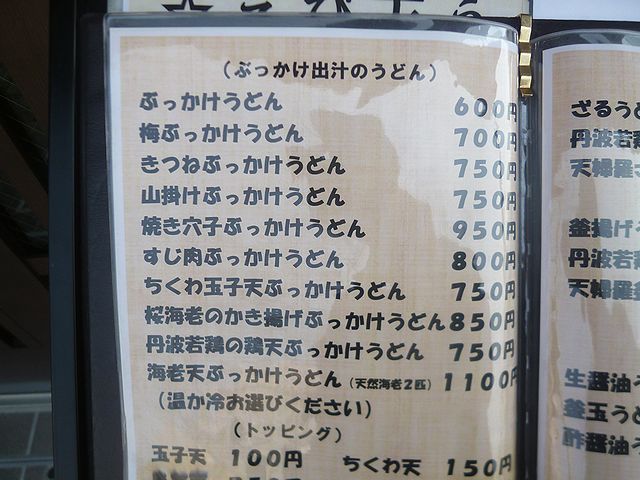 （ぶっかけ出汁のうどん）
ぶっかけうどん 600円
梅ぶっかけうどん 700円
きつねぶっかけうどん 750円
山掛けぶっかけうどん 750円
焼き穴子ぶっかけうどん 950円
すじ肉ぶっかけうどん 800円
ちくわ玉子天ぶっかけうどん 750円
桜海老のかき揚げぶっかけうどん 850円
丹波若鶏の鶏天ぶっかけうどん 750円
海老天ぶっかけうどん（天然海老２匹） 1100円
（温か冷お選びください）
（トッピング）
玉子天 100円 ちくわ天 150円
ざるうど
丹波若鶏
天婦羅ざ
釜揚げう
丹波若鶏
天婦羅釜
生醤油う
釜玉うど
酢醤油う